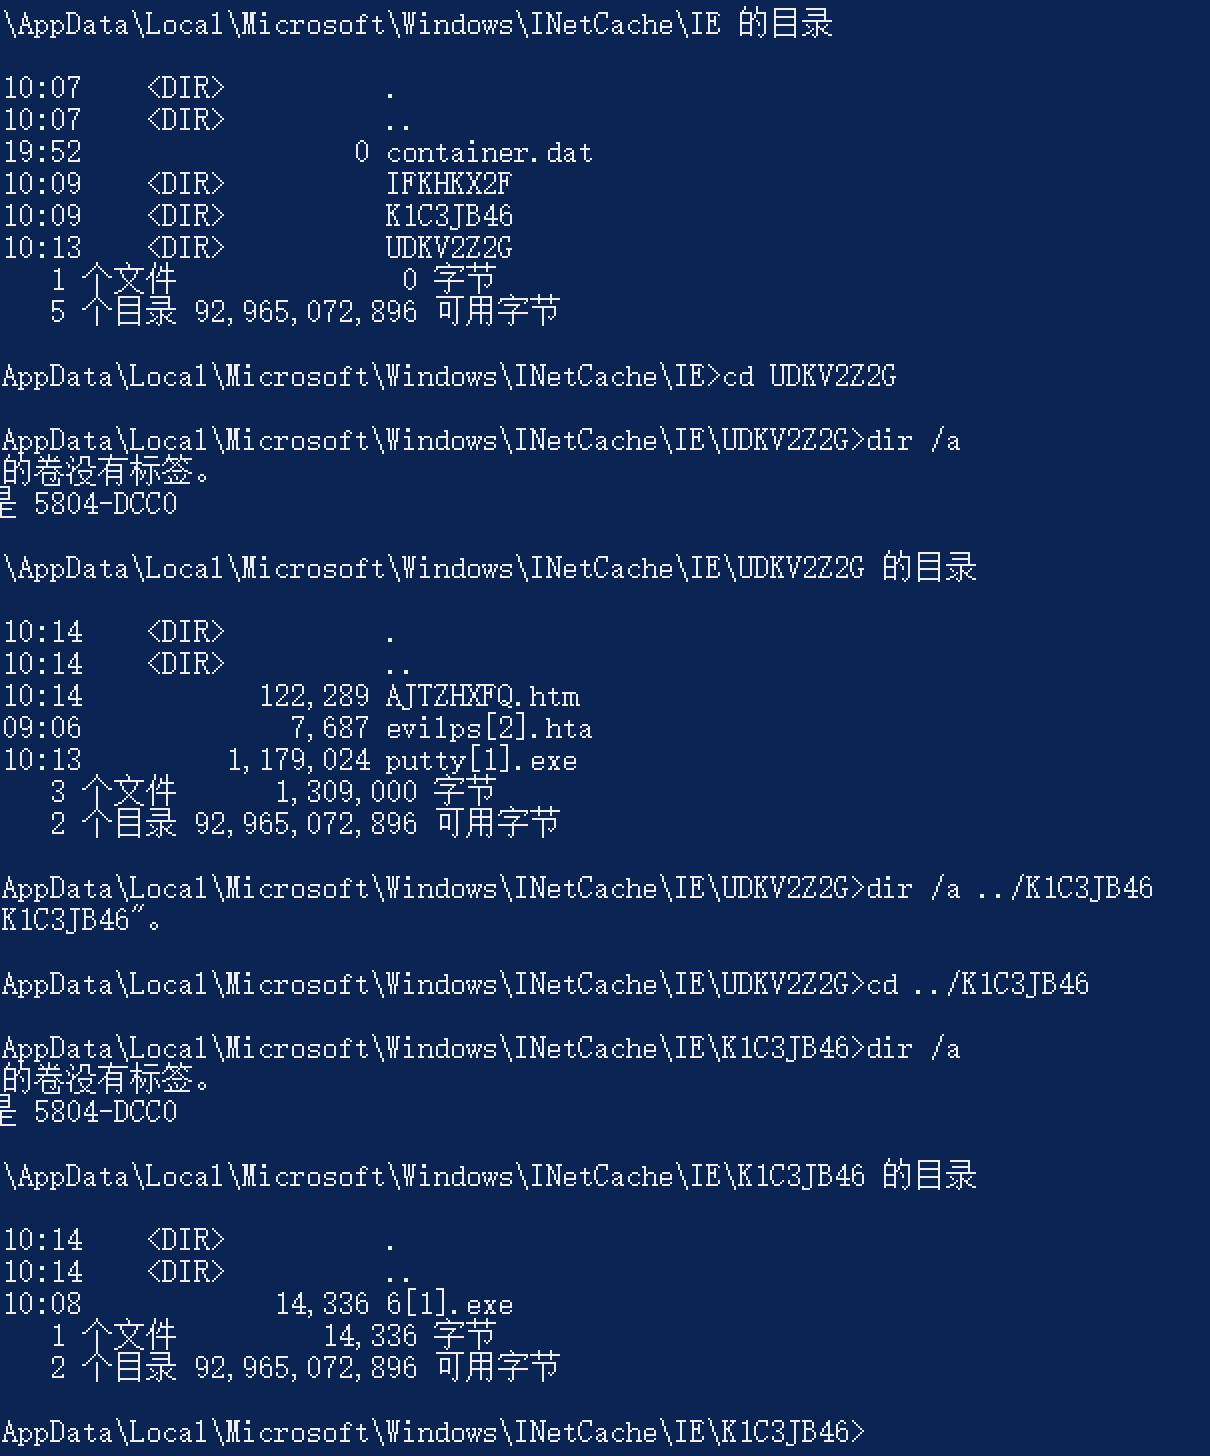 \AppData\Local\Microsoft\Windows\INetCache\IE 的目录
10:07 <DIR> .
10:07 <DIR> ..
19:52 0 container.dat
10:09 <DIR> IFKHKX2F
10:09 <DIR> K1C3JB46
10:13 <DIR> UDKV2Z2G
1 个文件 0 字节
5 个目录 92,965,072,896 可用字节
AppData\Local\Microsoft\Windows\INetCache\IE>cd UDKV2Z2G
AppData\Local\Microsoft\Windows\INetCache\IE\UDKV2Z2G>dir /a
的卷没有标签。
是 5804-DCC0
\AppData\Local\Microsoft\Windows\INetCache\IE\UDKV2Z2G 的目录
10:14 <DIR> .
10:14 <DIR> ..
10:14 122,289 AJTZHXFQ.htm
09:06 7,687 evilps[2].hta
10:13 1,179,024 putty[1].exe
3 个文件 1,309,000 字节
2 个目录 92,965,072,896 可用字节
AppData\Local\Microsoft\Windows\INetCache\IE\UDKV2Z2G>dir /a ../K1C3JB46
K1C3JB46″。
AppData\Local\Microsoft\Windows\INetCache\IE\UDKV2Z2G>cd ../K1C3JB46
AppData\Local\Microsoft\Windows\INetCache\IE\K1C3JB46>dir /a
的卷没有标签。
是 5804-DCC0
\AppData\Local\Microsoft\Windows\INetCache\IE\K1C3JB46 的目录
10:14 <DIR> .
10:14 <DIR> ..
10:08 14,336 6[1].exe
1 个文件 14,336 字节
2 个目录 92,965,072,896 可用字节
AppData\Local\Microsoft\Windows\INetCache\IE\K1C3JB46>